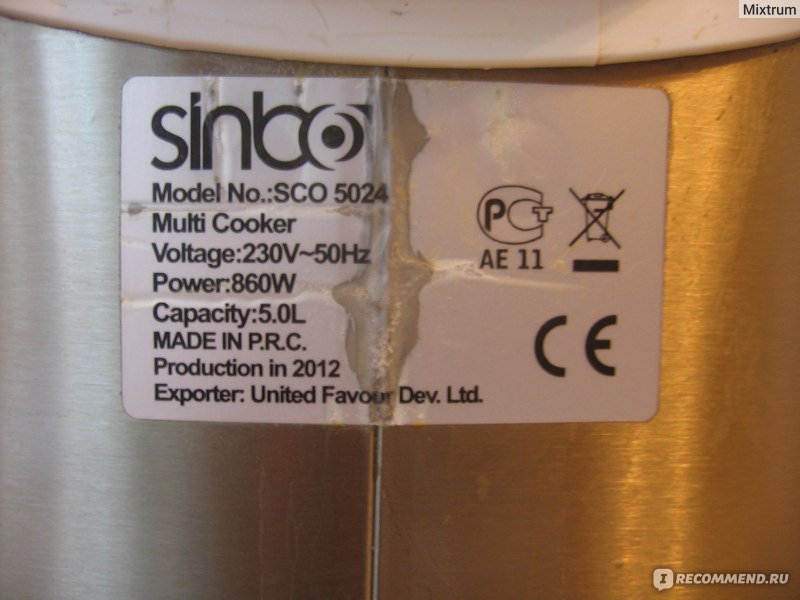 Mixtrum
sinbo
Model No.:SCO 5024
Multi Cooker
Voltage:230V~50Hz
Power:860W
Capacity:5.0L
MADE IN P.R.C.
Production in 2012
Exporter: United Favour Dev. Ltd.
РСТ
AE 11
CE
I RECOMMEND.RU